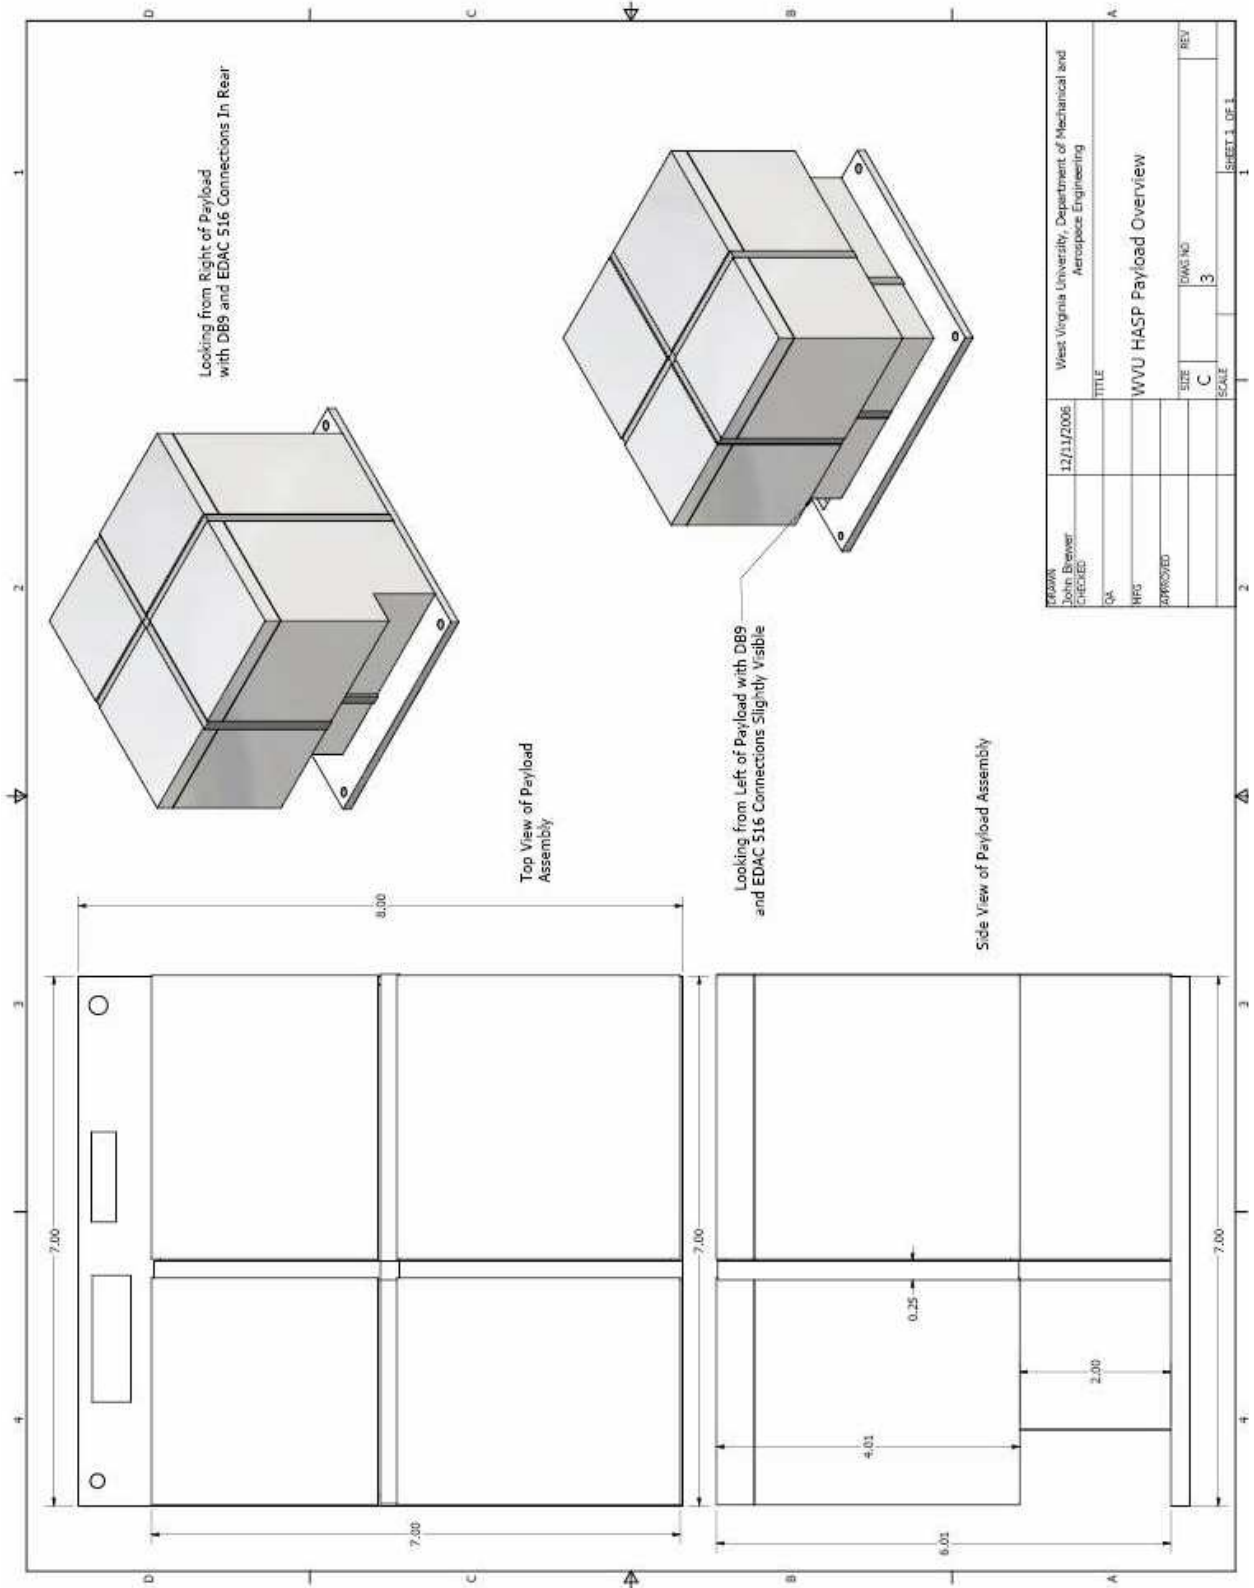 4
3
2
1
D
D
C
C
B
B
A
A
7.00
8.00
7.00
Top View of Payload
Assembly
Looking from Right of Payload
with DB9 and EDAC 516 Connections In Rear
Looking from Left of Payload with DB9
and EDAC 516 Connections Slightly Visible
7.00
4.01
6.01
0.25
2.00
7.00
Side View of Payload Assembly
DRAWN
John Brewer
12/11/2006
CHECKED
QA
MFG
APPROVED
West Virginia University, Department of Mechanical and
Aerospace Engineering
TITLE
WVU HASP Payload Overview
SIZE
C
DWG NO
3
REV
SCALE
SHEET 1 OF 1
4
3
2
1